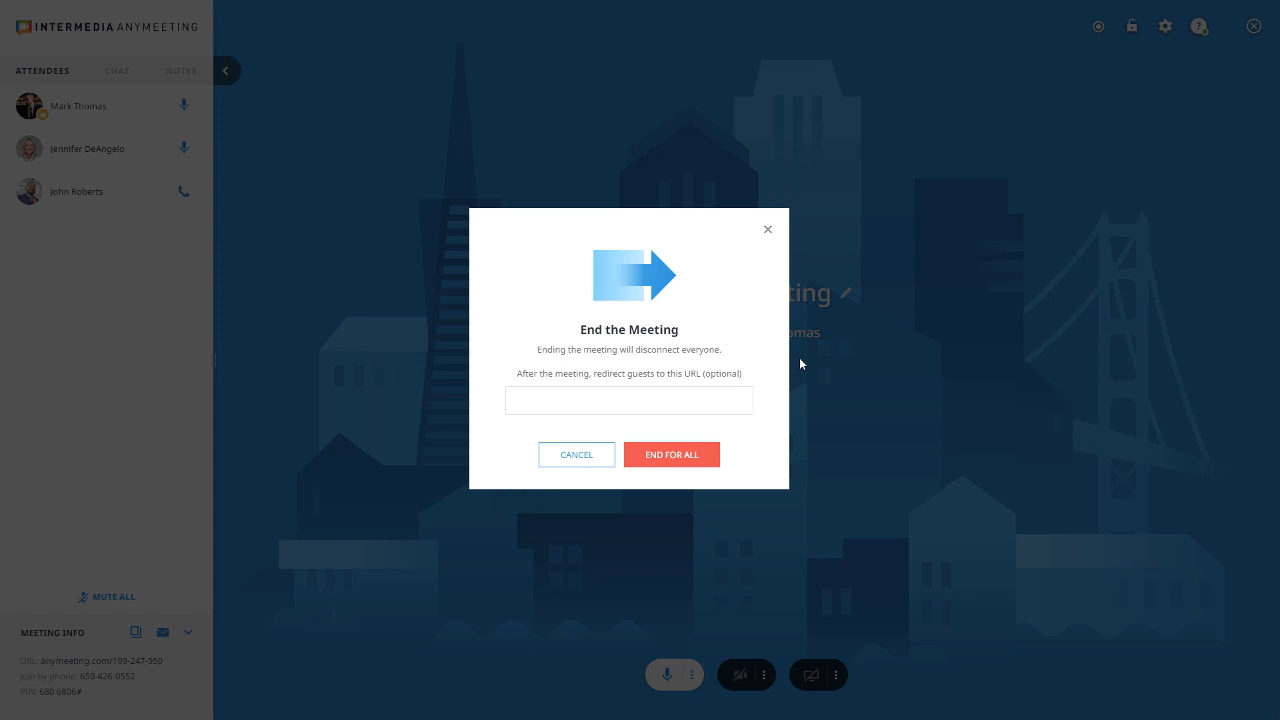 INTERMEDIA ANYMEETING
ATTENDEES CHAT NOTES
Mark Thomas
Jennifer DeAngelo
John Roberts
MUTE ALL
MEETING INFO
URL: anymeeting.com/199-247-950
Join by phone: 650-426-0552
PIN: 680 6806#
?
ting
omas
End the Meeting
Ending the meeting will disconnect everyone.
After the meeting, redirect guests to this URL (optional)
CANCEL END FOR ALL